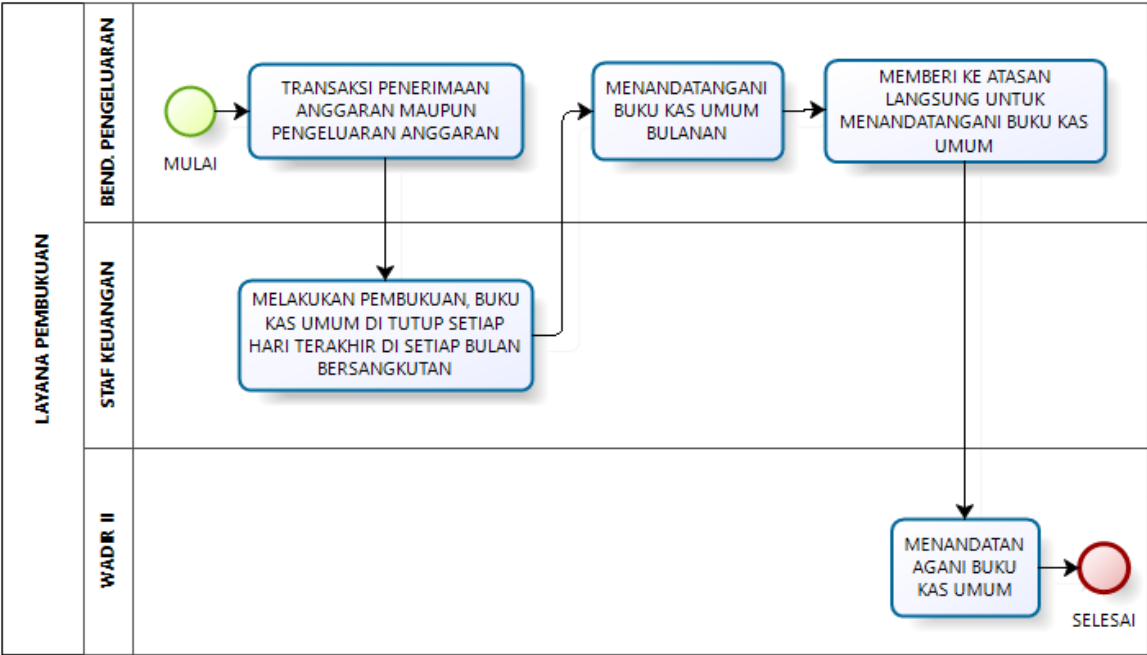 LAYANA PEMBUKUAN
BEND. PENGELUARAN
MULAI
TRANSAKSI PENERIMAAN
ANGGARAN MAUPUN
PENGELUARAN ANGGARAN
MENANDATANGANI
BUKU KAS UMUM
BULANAN
MEMBERI KE ATASAN
LANGSUNG UNTUK
MENANDATANGANI BUKU KAS
UMUM
STAF KEUANGAN
MELAKUKAN PEMBUKUAN, BUKU
KAS UMUM DI TUTUP SETIAP
HARI TERAKHIR DI SETIAP BULAN
BERSANGKUTAN
WADIR II
MENANDATAN
AGANI BUKU
KAS UMUM
SELESAI